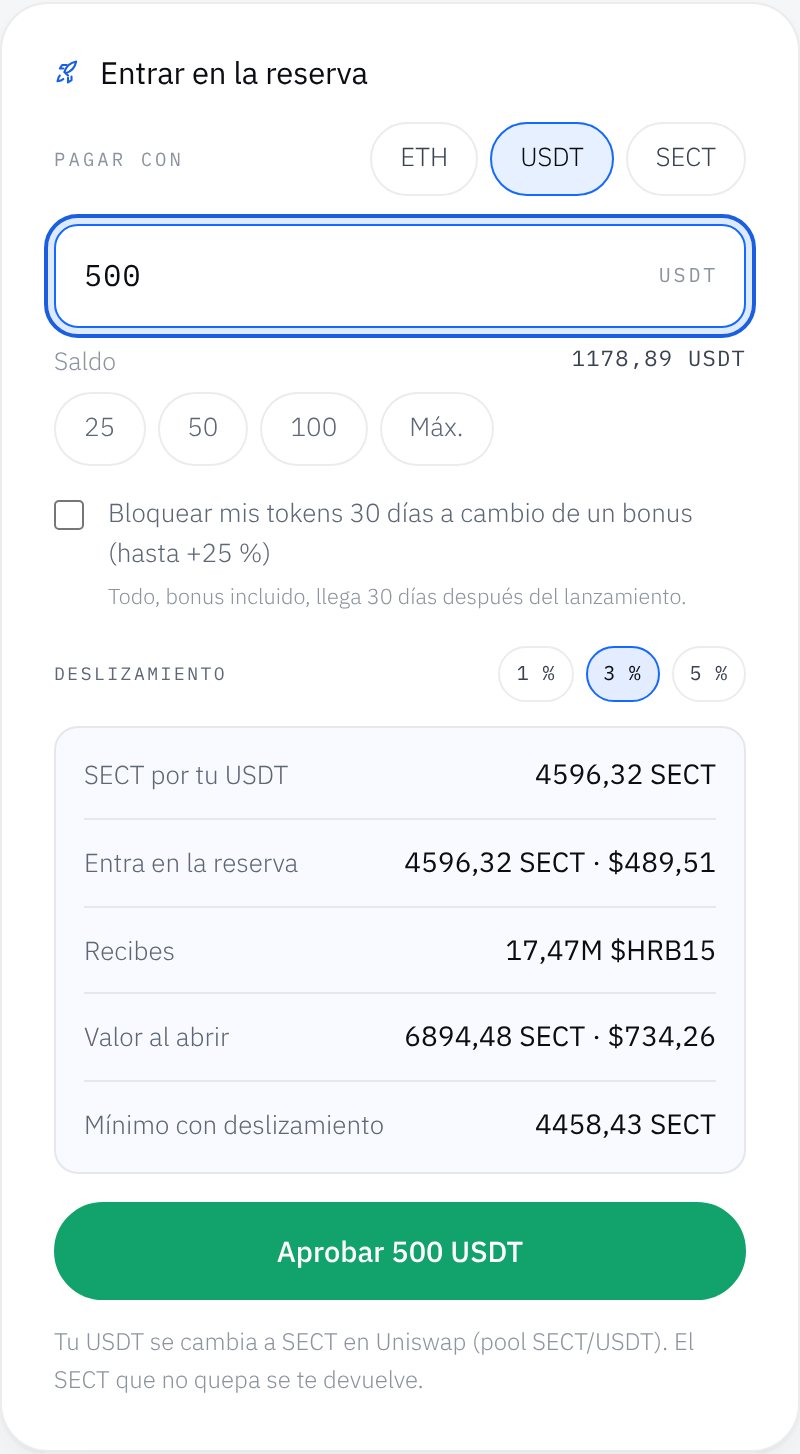 Entrar en la reserva
PAGAR CON ETH USDT SECT
500 USDT
Saldo 1178,89 USDT
25 50 100 Máx.
Bloquear mis tokens 30 días a cambio de un bonus
(hasta +25 %)
Todo, bonus incluido, llega 30 días después del lanzamiento.
DESLIZAMIENTO 1 % 3 % 5 %
SECT por tu USDT 4596,32 SECT
Entra en la reserva 4596,32 SECT · $489,51
Recibes 17,47M $HRB15
Valor al abrir 6894,48 SECT · $734,26
Mínimo con deslizamiento 4458,43 SECT
Aprobar 500 USDT
Tu USDT se cambia a SECT en Uniswap (pool SECT/USDT). El
SECT que no quepa se te devuelve.